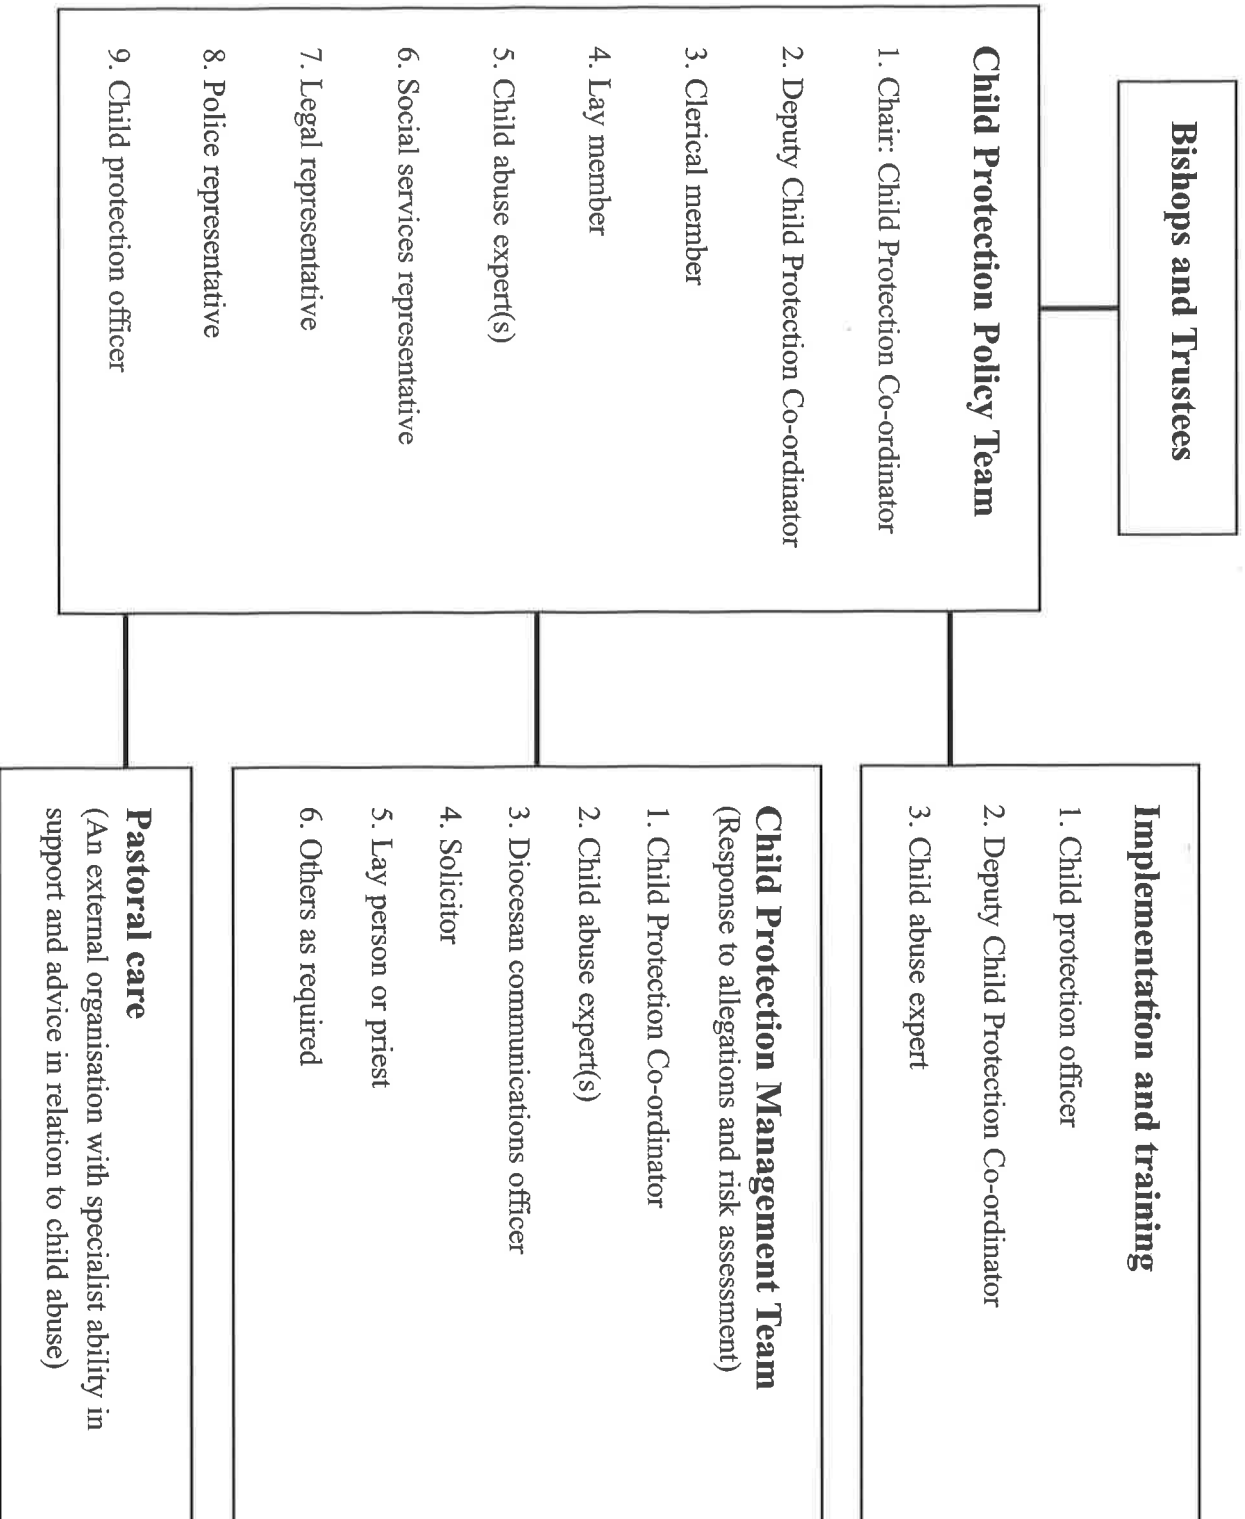 Bishops and Trustees
Child Protection Policy Team
1. Chair: Child Protection Co-ordinator
2. Deputy Child Protection Co-ordinator
3. Clerical member
4. Lay member
5. Child abuse expert(s)
6. Social services representative
7. Legal representative
8. Police representative
9. Child protection officer
Implementation and training
1. Child protection officer
2. Deputy Child Protection Co-ordinator
3. Child abuse expert
Child Protection Management Team
(Response to allegations and risk assessment)
1. Child Protection Co-ordinator
2. Child abuse expert(s)
3. Diocesan communications officer
4. Solicitor
5. Lay person or priest
6. Others as required
Pastoral care
(An external organisation with specialist ability in
support and advice in relation to child abuse)